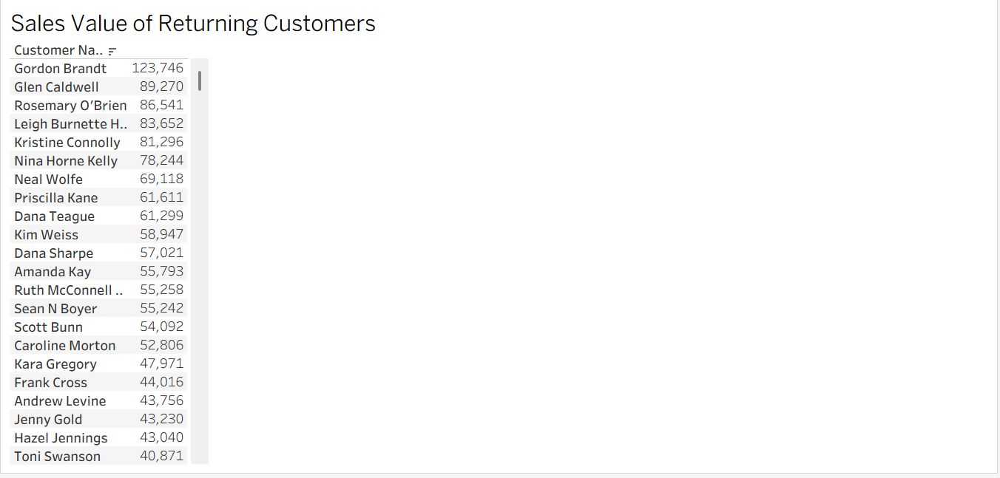 Sales Value of Returning Customers
Customer Na..
Gordon Brandt 123,746
Glen Caldwell 89,270
Rosemary O’Brien 86,541
Leigh Burnette H.. 83,652
Kristine Connolly 81,296
Nina Horne Kelly 78,244
Neal Wolfe 69,118
Priscilla Kane 61,611
Dana Teague 61,299
Kim Weiss 58,947
Dana Sharpe 57,021
Amanda Kay 55,793
Ruth McConnell .. 55,258
Sean N Boyer 55,242
Scott Bunn 54,092
Caroline Morton 52,806
Kara Gregory 47,971
Frank Cross 44,016
Andrew Levine 43,756
Jenny Gold 43,230
Hazel Jennings 43,040
Toni Swanson 40,871